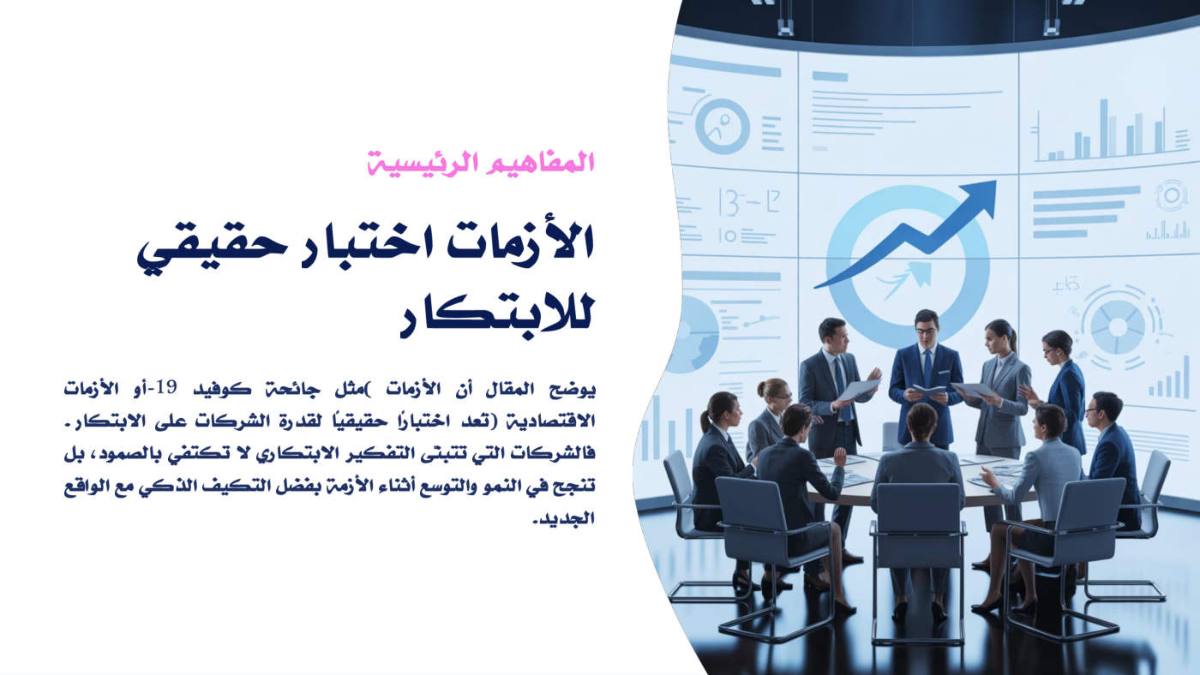 المفاهيم الرئيسية
الأزمات اختبار حقيقي
للابتكار
يوضح المقال أن الأزمات )مثل جائحة كوفيد 19-أو الأزمات
الاقتصادية (تُعد اختبارًا حقيقيًا لقدرة الشركات على الابتكار.
فالشركات التي تتبنّى التفكير الابتكاري لا تكتفي بالصمود، بل
تنجح في النمو والتوسع أثناء الأزمة بفضل التكيف الذكي مع الواقع
الجديد.